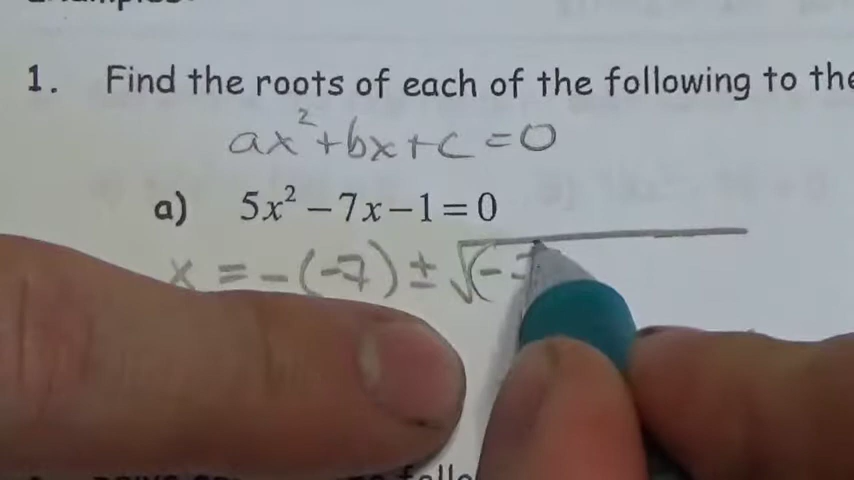 1. Find the roots of each of the following to the
ax²+bx+c=0
a) 5x²-7x-1=0
x = -(-7) ± √(-7